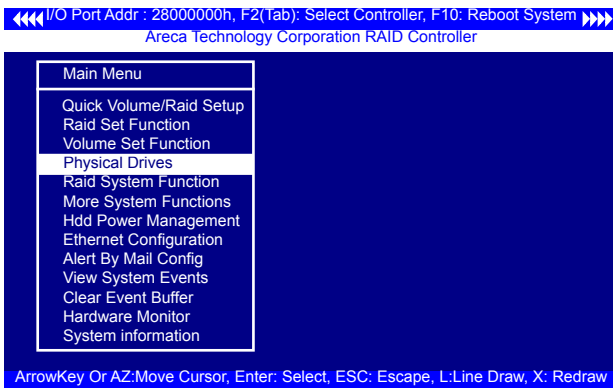 I/O Port Addr : 28000000h, F2(Tab): Select Controller, F10: Reboot System
Areca Technology Corporation RAID Controller
Main Menu
Quick Volume/Raid Setup
Raid Set Function
Volume Set Function
Physical Drives
Raid System Function
More System Functions
Hdd Power Management
Ethernet Configuration
Alert By Mail Config
View System Events
Clear Event Buffer
Hardware Monitor
System information
ArrowKey Or AZ:Move Cursor, Enter: Select, ESC: Escape, L:Line Draw, X: Redraw